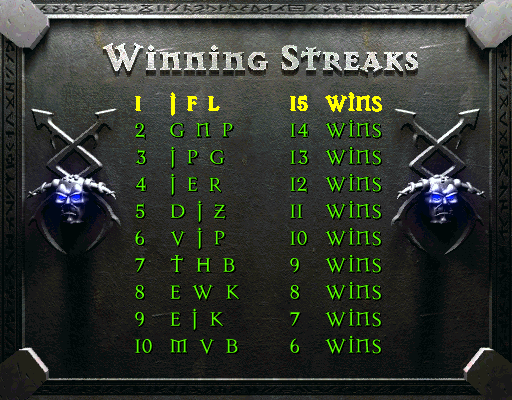 Winning Streaks
1 J F L 15 wins
2 G N P 14 wins
3 J P G 13 wins
4 J E R 12 wins
5 D J Z 11 wins
6 V J P 10 wins
7 T H B 9 wins
8 E W K 8 wins
9 E J K 7 wins
10 M V B 6 wins